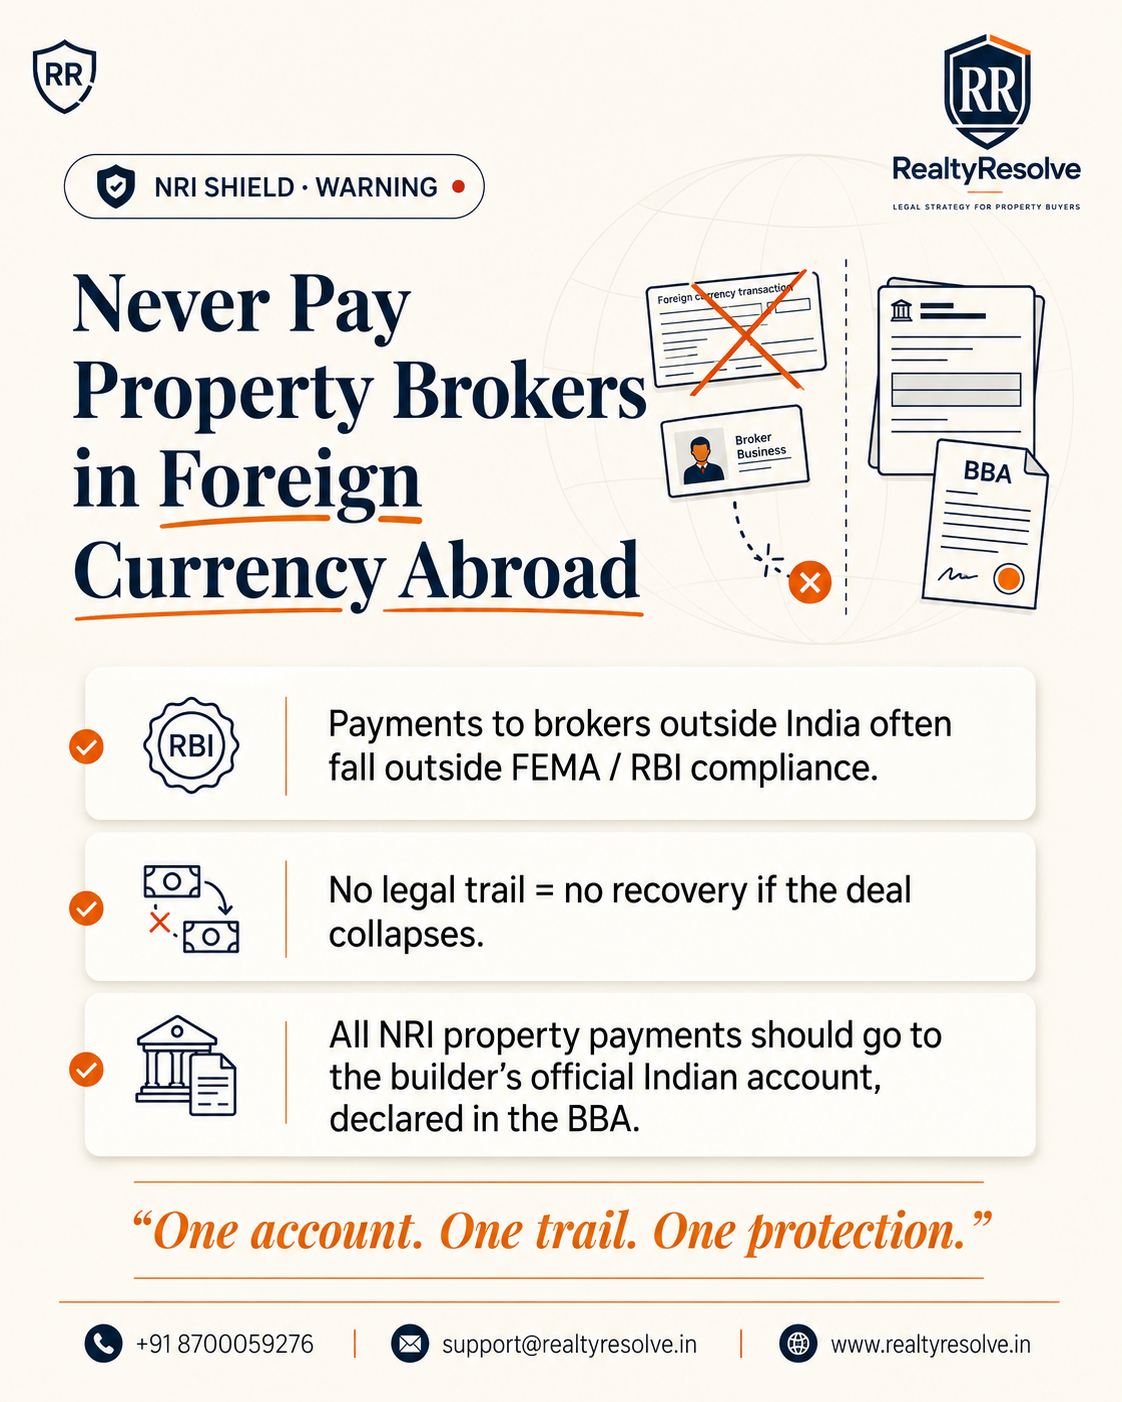 RR
RR
RealtyResolve
LEGAL STRATEGY FOR PROPERTY BUYERS
NRI SHIELD · WARNING
Never Pay
Property Brokers
in Foreign
Currency Abroad
Foreign currency transaction
Broker
Business
BBA
RBI
Payments to brokers outside India often
fall outside FEMA / RBI compliance.
No legal trail = no recovery if the deal
collapses.
All NRI property payments should go to
the builder’s official Indian account,
declared in the BBA.
“One account. One trail. One protection.”
+91 8700059276
support@realtyresolve.in
www.realtyresolve.in